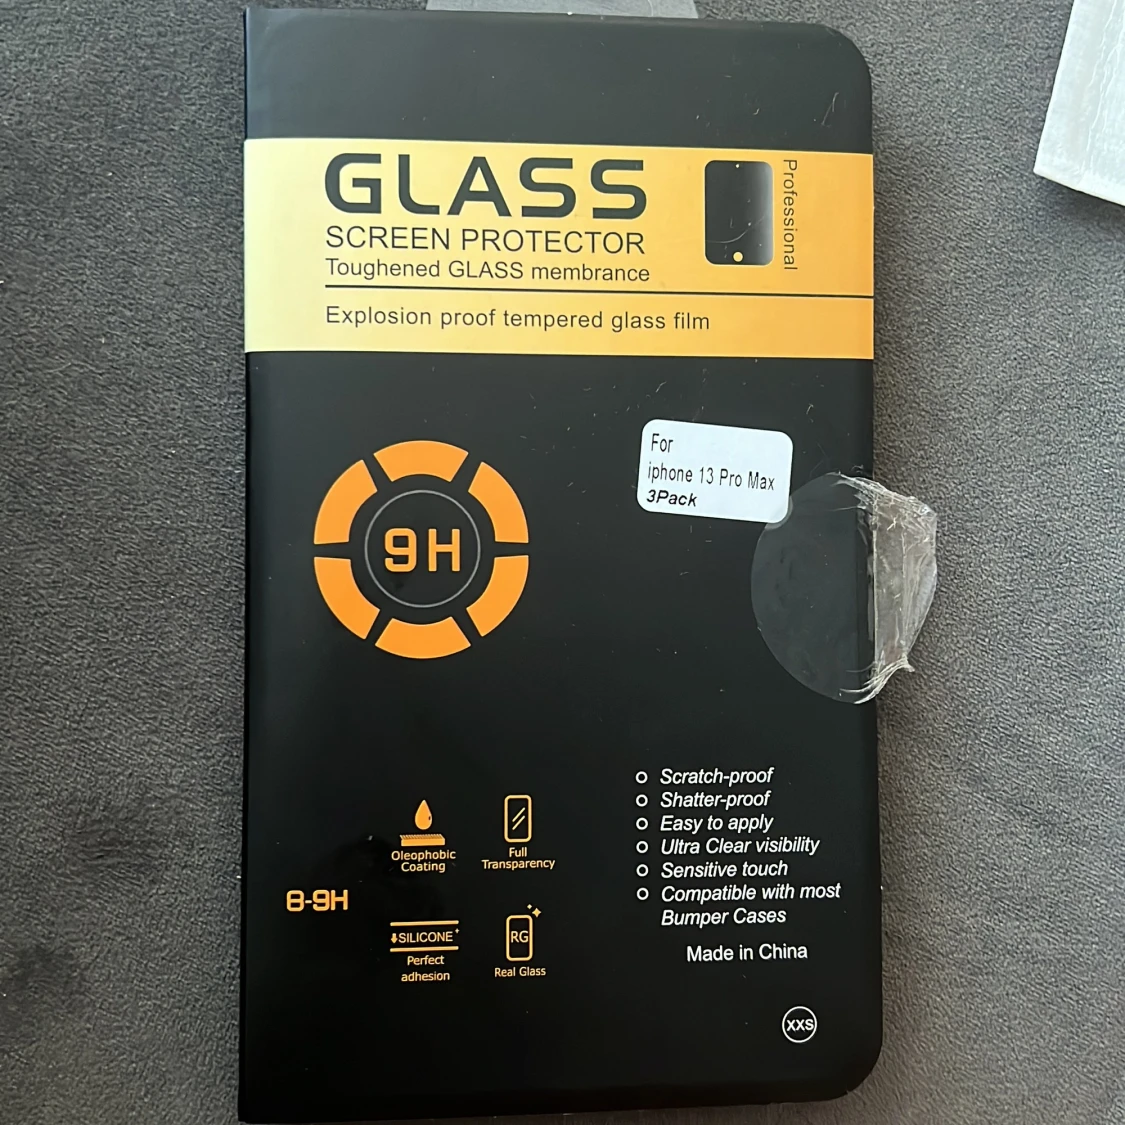 GLASS
SCREEN PROTECTOR
Toughened GLASS membrance
Explosion proof tempered glass film
Professional
For
iphone 13 Pro Max
3Pack
9H
Scratch-proof
Shatter-proof
Easy to apply
Ultra Clear visibility
Sensitive touch
Compatible with most
Bumper Cases
Made in China
8-9H
Oleophobic
Coating
Full
Transparency
SILICONE+
Perfect
adhesion
RG
Real Glass
XXS